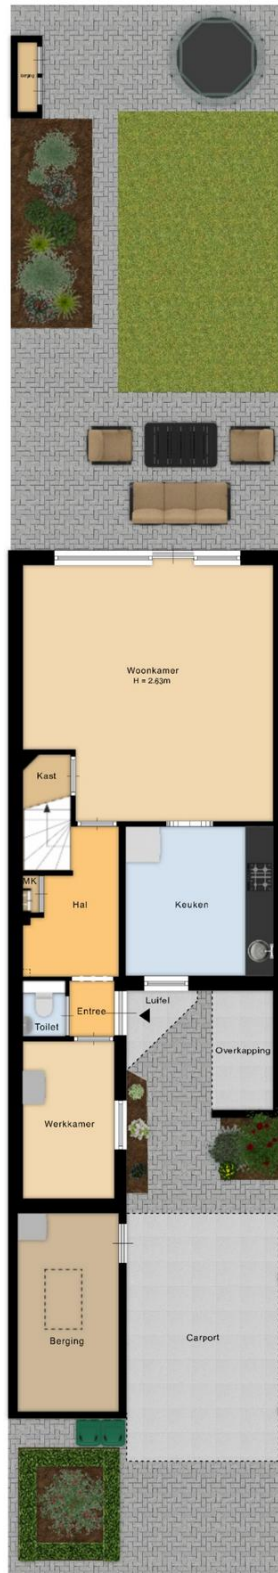 Woonkamer
H = 2.63m
Kast
MK
Hal
Keuken
Toilet
Entree
Luifel
Overkapping
Werkkamer
Berging
Carport